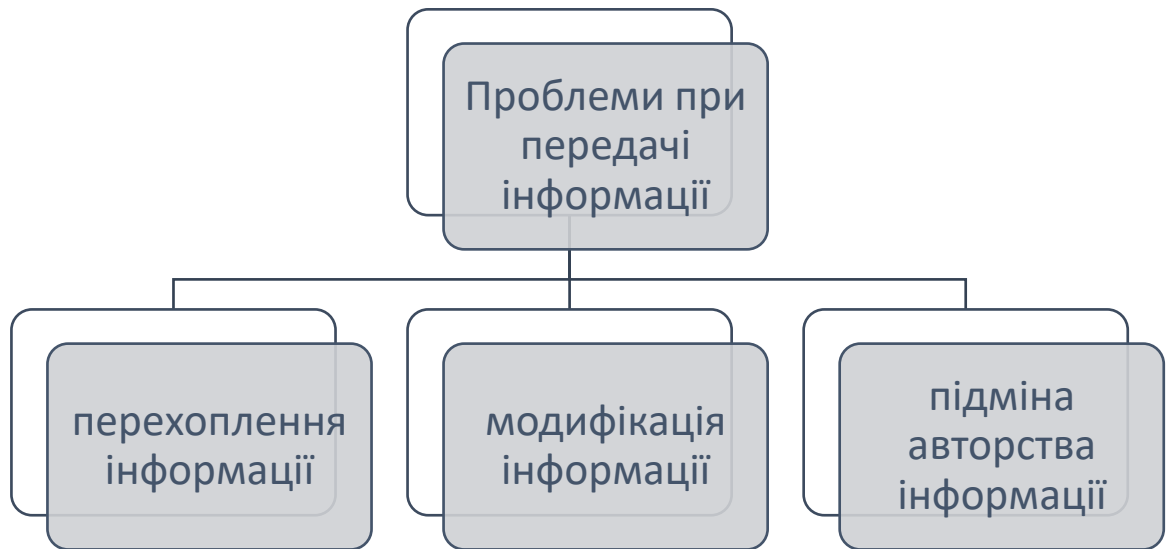 Проблеми при
передачі
інформації
перехоплення
інформації
модифікація
інформації
підміна
авторства
інформації